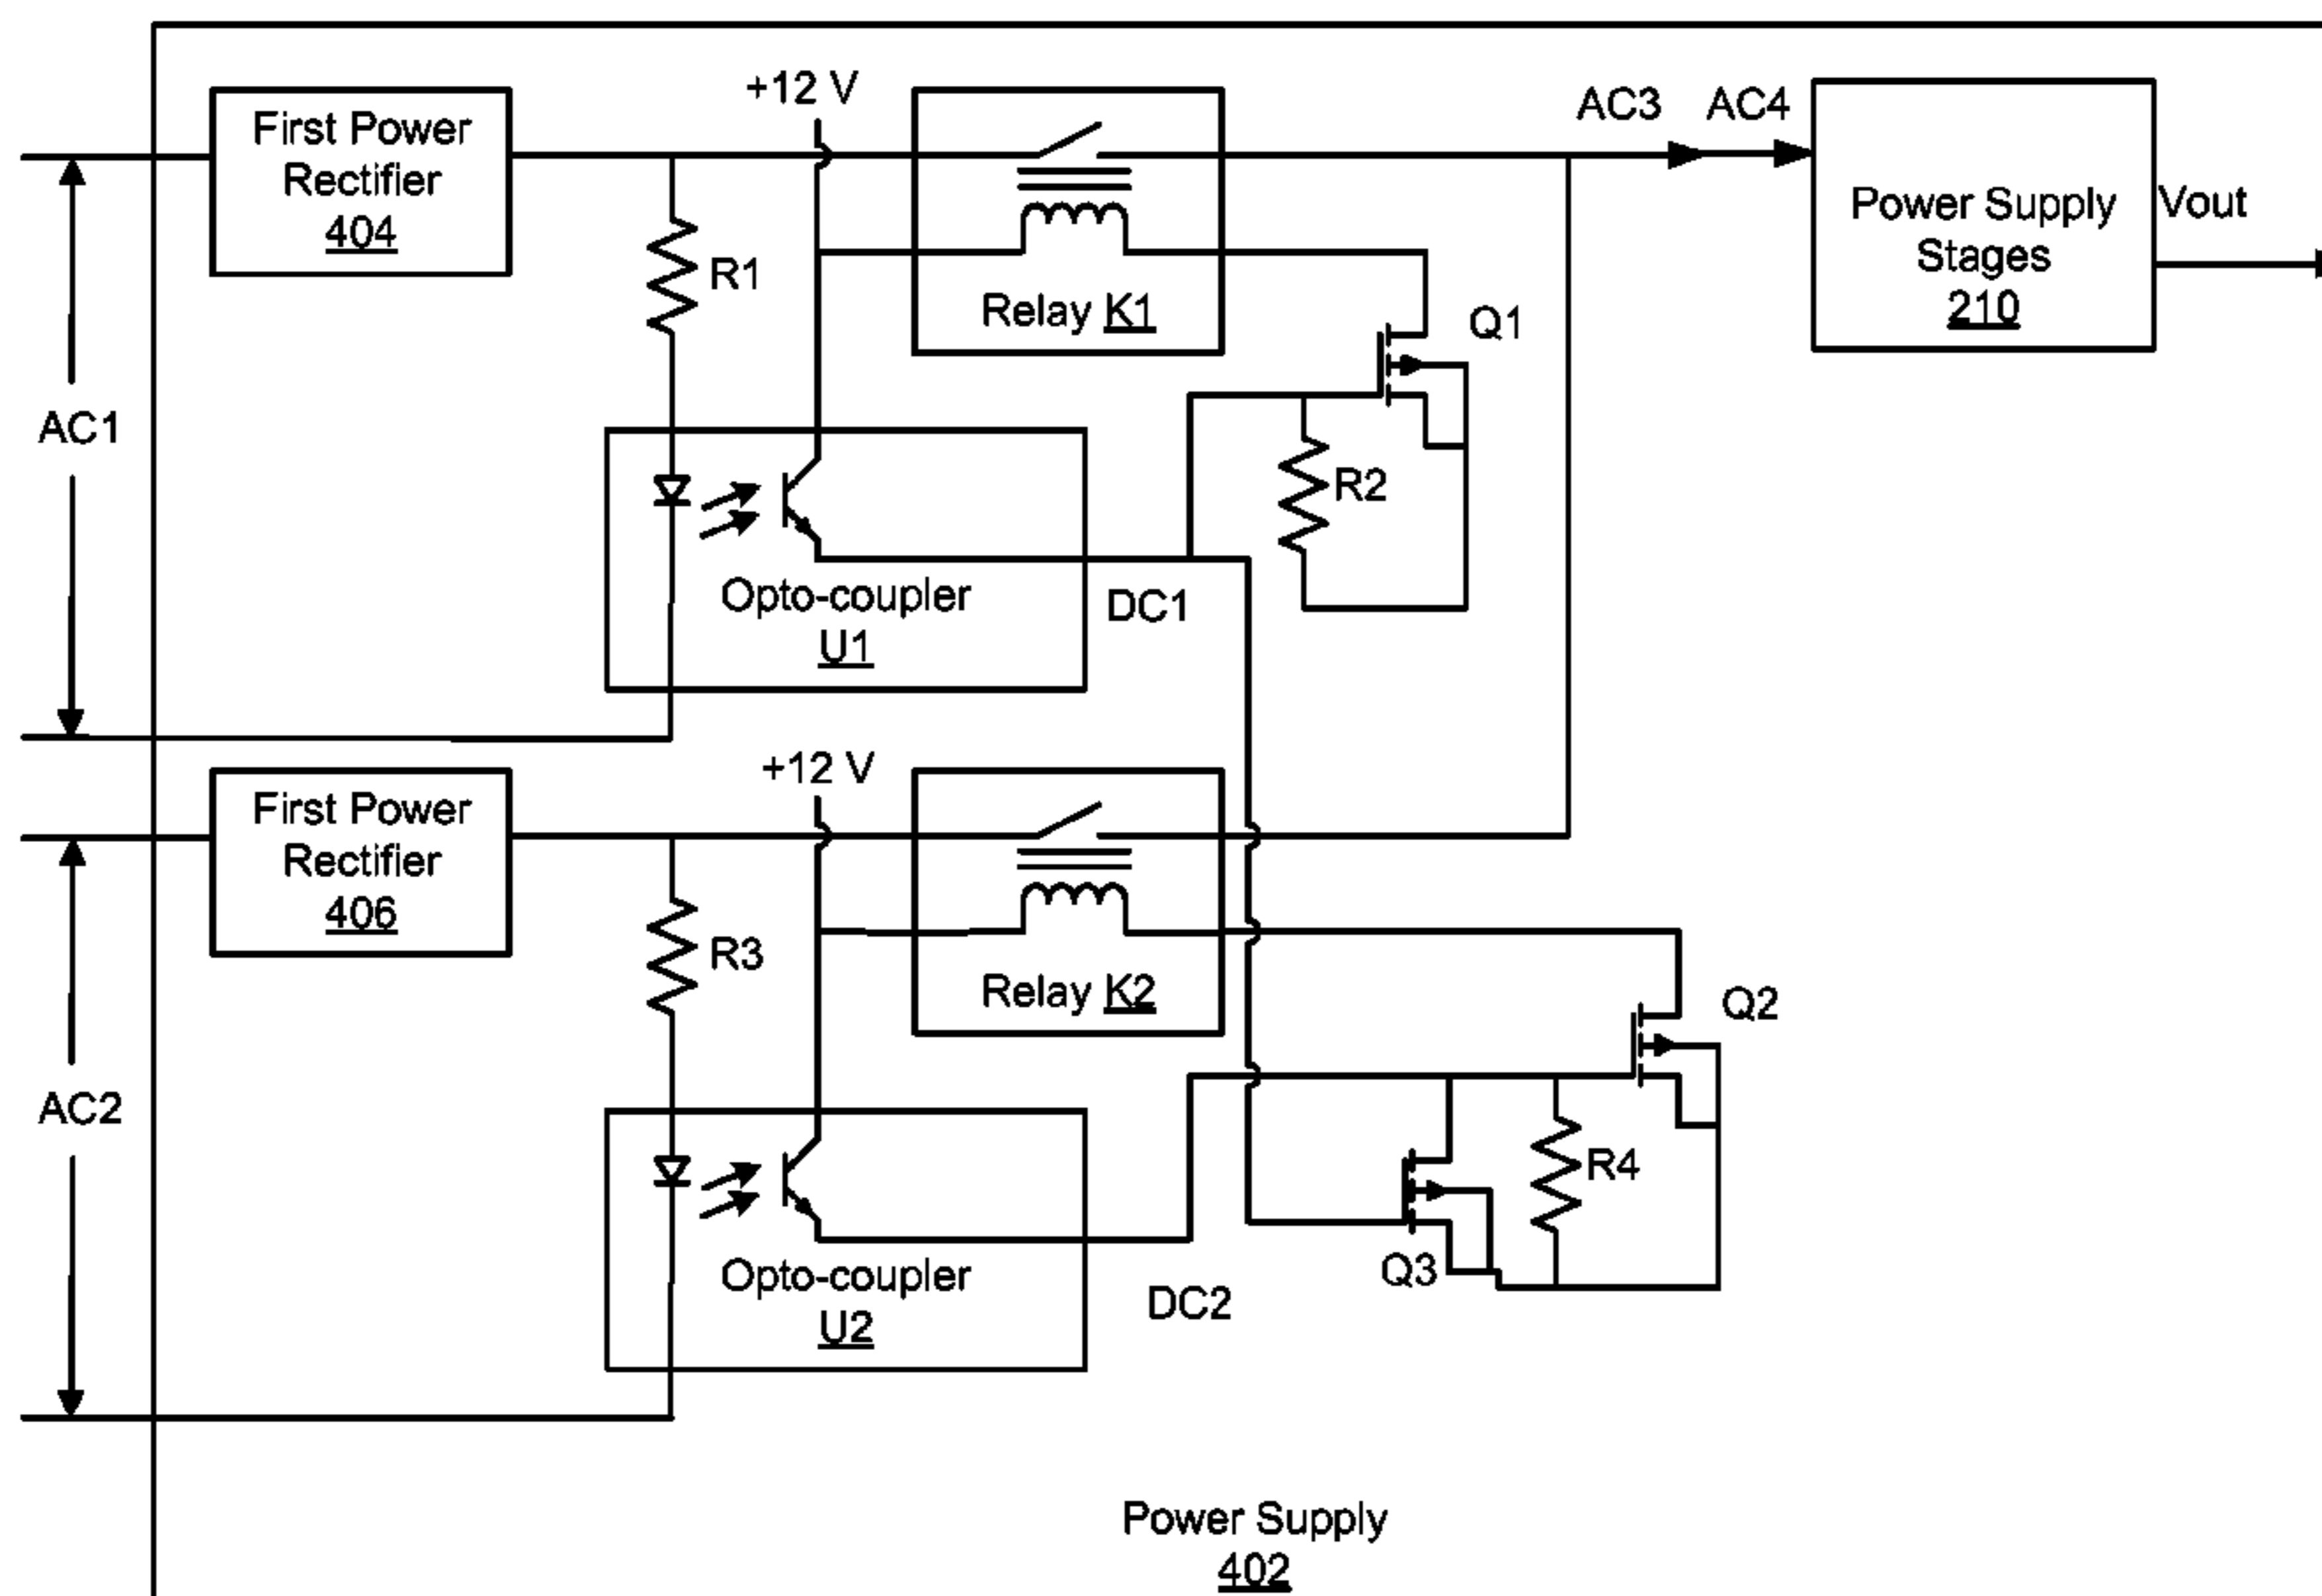 +12 V
AC3
AC4
First Power
Rectifier
404
Power Supply
Stages
210
Vout
R1
Relay K1
Q1
AC1
R2
Opto-coupler
U1
DC1
+12 V
First Power
Rectifier
406
R3
Relay K2
Q2
AC2
R4
Opto-coupler
U2
Q3
DC2
Power Supply
402